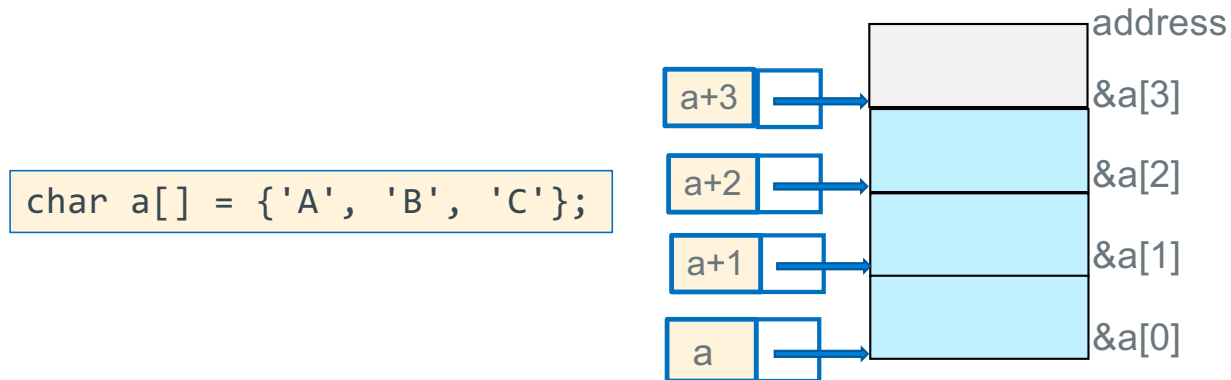 char a[] = {'A', 'B', 'C'};
address
a+3
&a[3]
a+2
&a[2]
a+1
&a[1]
a
&a[0]